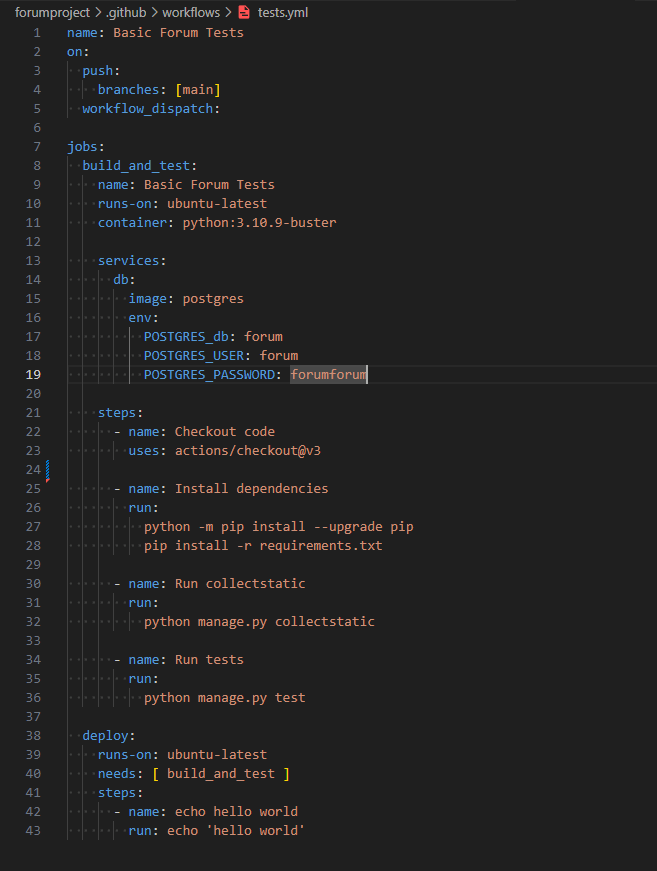 forumproject > .github > workflows > tests.yml
1 name: Basic Forum Tests
2 on:
3   push:
4     branches: [main]
5   workflow_dispatch:
6
7 jobs:
8   build_and_test:
9     name: Basic Forum Tests
10     runs-on: ubuntu-latest
11     container: python:3.10.9-buster
12
13     services:
14       db:
15         image: postgres
16         env:
17           POSTGRES_db: forum
18           POSTGRES_USER: forum
19           POSTGRES_PASSWORD: forumforum
20
21     steps:
22       - name: Checkout code
23         uses: actions/checkout@v3
24
25       - name: Install dependencies
26         run:
27           python -m pip install --upgrade pip
28           pip install -r requirements.txt
29
30       - name: Run collectstatic
31         run:
32           python manage.py collectstatic
33
34       - name: Run tests
35         run:
36           python manage.py test
37
38   deploy:
39     runs-on: ubuntu-latest
40     needs: [ build_and_test ]
41     steps:
42       - name: echo hello world
43         run: echo 'hello world'